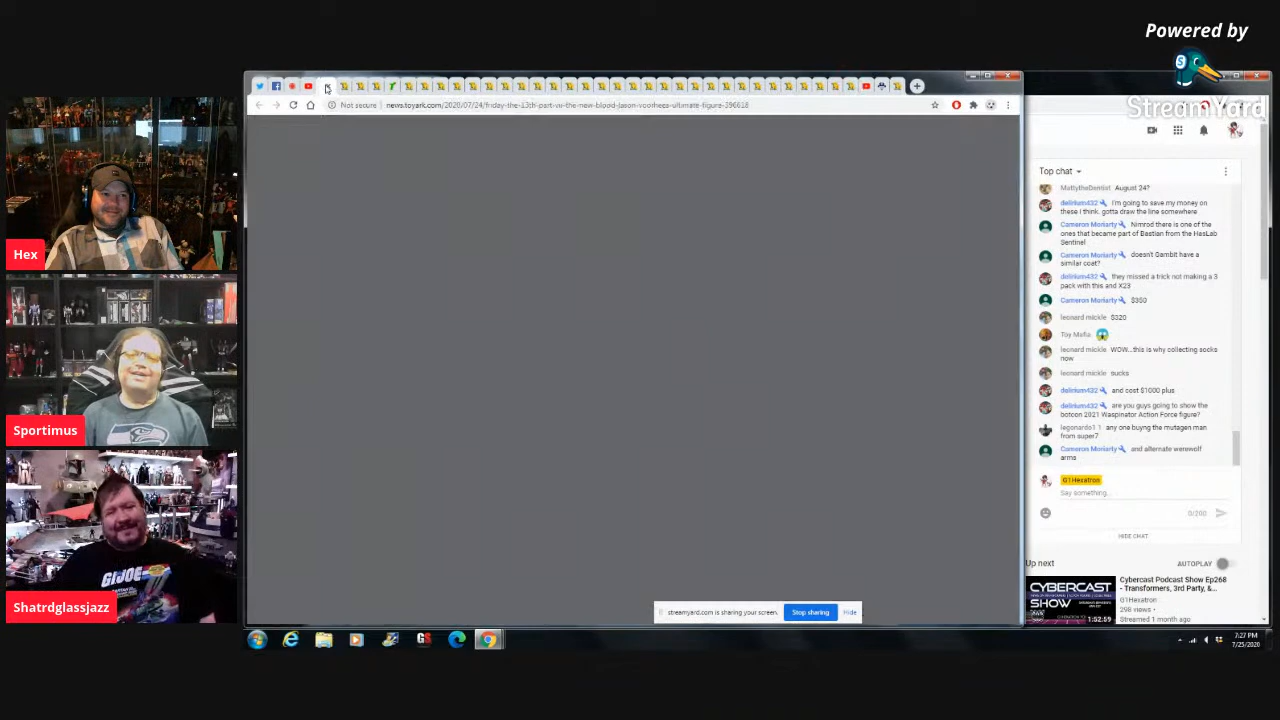 Powered by
StreamYard
Not secure
news.toyark.com/2020/07/24/friday-the-13th-part-vii-the-new-blood-jason-voorhees-ultimate-figure-396618
Top chat
MattytheDentist August 24?
delirium432 I'm going to save my money on
these I think. gotta draw the line somewhere
Cameron Moriarty Nimrod there is one of the
ones that became part of Bastian from the HasLab
Sentinel
Cameron Moriarty doesn't Gambit have a
similar coat?
delirium432 they missed a trick not making a 3
pack with this and X23
Cameron Moriarty $350
leonard mickle $320
Toy Mafia
leonard mickle WOW...this is why collecting socks
now
leonard mickle sucks
delirium432 and cost $1000 plus
delirium432 are you guys going to show the
botcon 2021 Waspinator Action Force figure?
legonardo1 1 any one buyng the mutagen man
from super7
Cameron Moriarty and alternate werewolf
arms
G1Hexatron
Say something...
0/200
HIDE CHAT
Up next
AUTOPLAY
CYBERCAST
SHOW
1:52:59
Cybercast Podcast Show Ep268
- Transformers, 3rd Party, &...
G1Hexatron
298 views •
Streamed 1 month ago
Hex
Sportimus
GI JOE
Shatrdglassjazz
streamyard.com is sharing your screen.
Stop sharing
Hide
GS
7:27 PM
7/25/2020